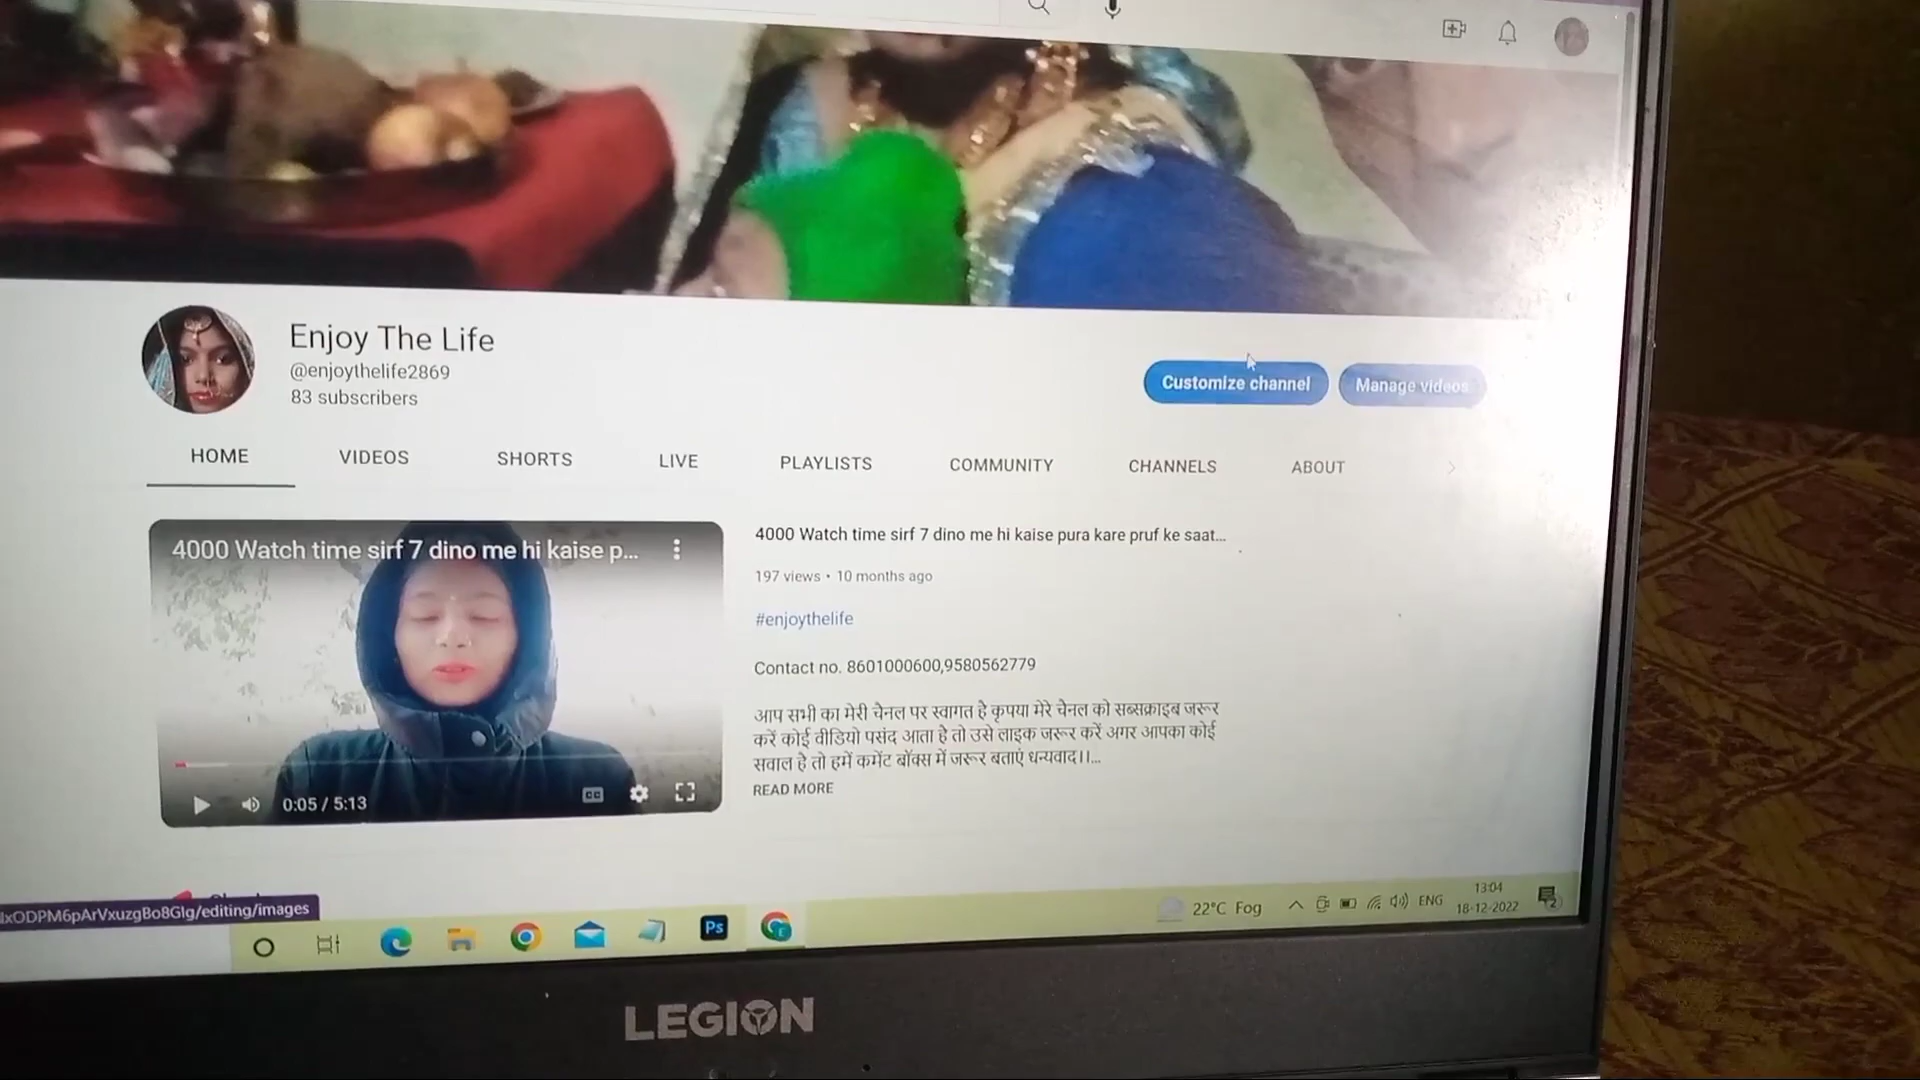 Enjoy The Life
@enjoythelife2869
83 subscribers
Customize channel
Manage videos
HOME
VIDEOS
SHORTS
LIVE
PLAYLISTS
COMMUNITY
CHANNELS
ABOUT
4000 Watch time sirf 7 dino me hi kaise p...
0:05 / 5:13
4000 Watch time sirf 7 dino me hi kaise pura kare pruf ke saat...
197 views • 10 months ago
#enjoythelife
Contact no. 8601000600,9580562779
आप सभी का मेरी चैनल पर स्वागत है कृपया मेरे चैनल को सब्सक्राइब जरूर
करें कोई वीडियो पसंद आता है तो उसे लाइक जरूर करें अगर आपका कोई
सवाल है तो हमें कमेंट बॉक्स में जरूर बताएं धन्यवाद।।...
READ MORE
/editing/images
Ps
22°C Fog
ENG
13:04
18-12-2022
2
LEGION